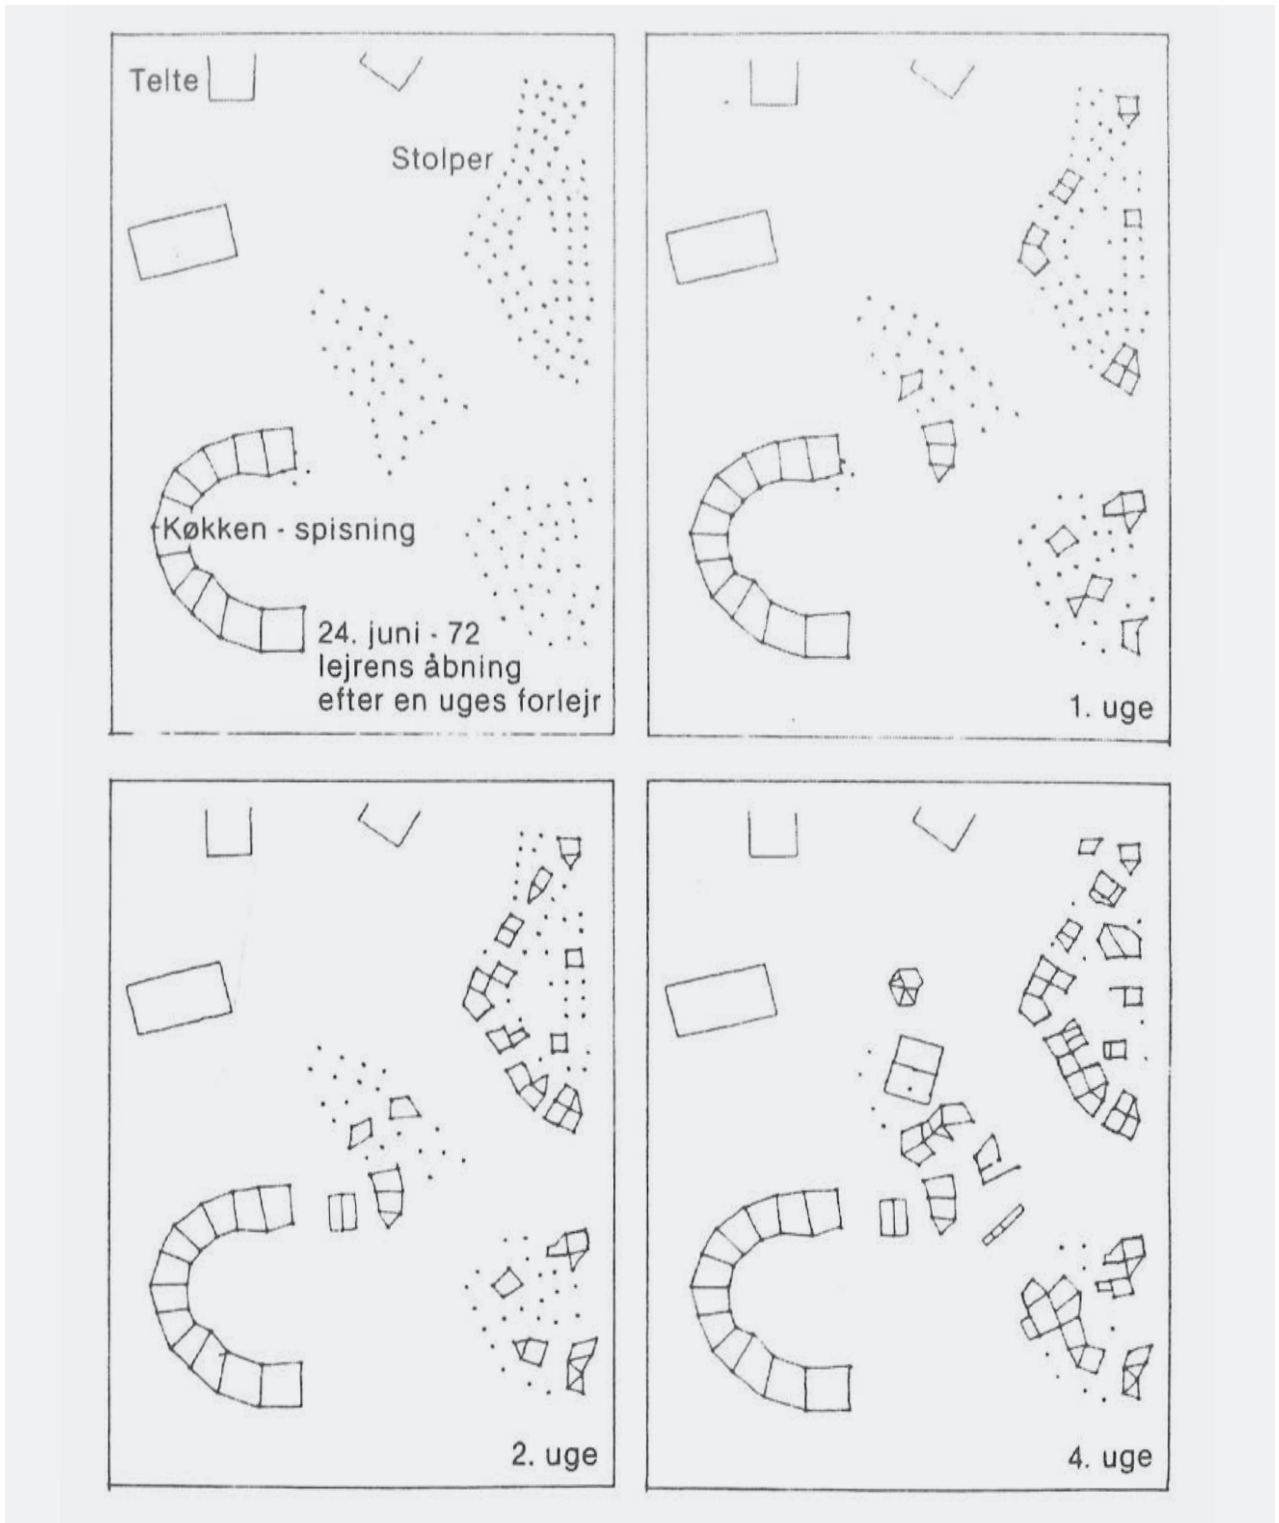 Telte
Stolper
Køkken - spisning
24. juni - 72
lejrens åbning
efter en uges forlejr
1. uge
2. uge
4. uge